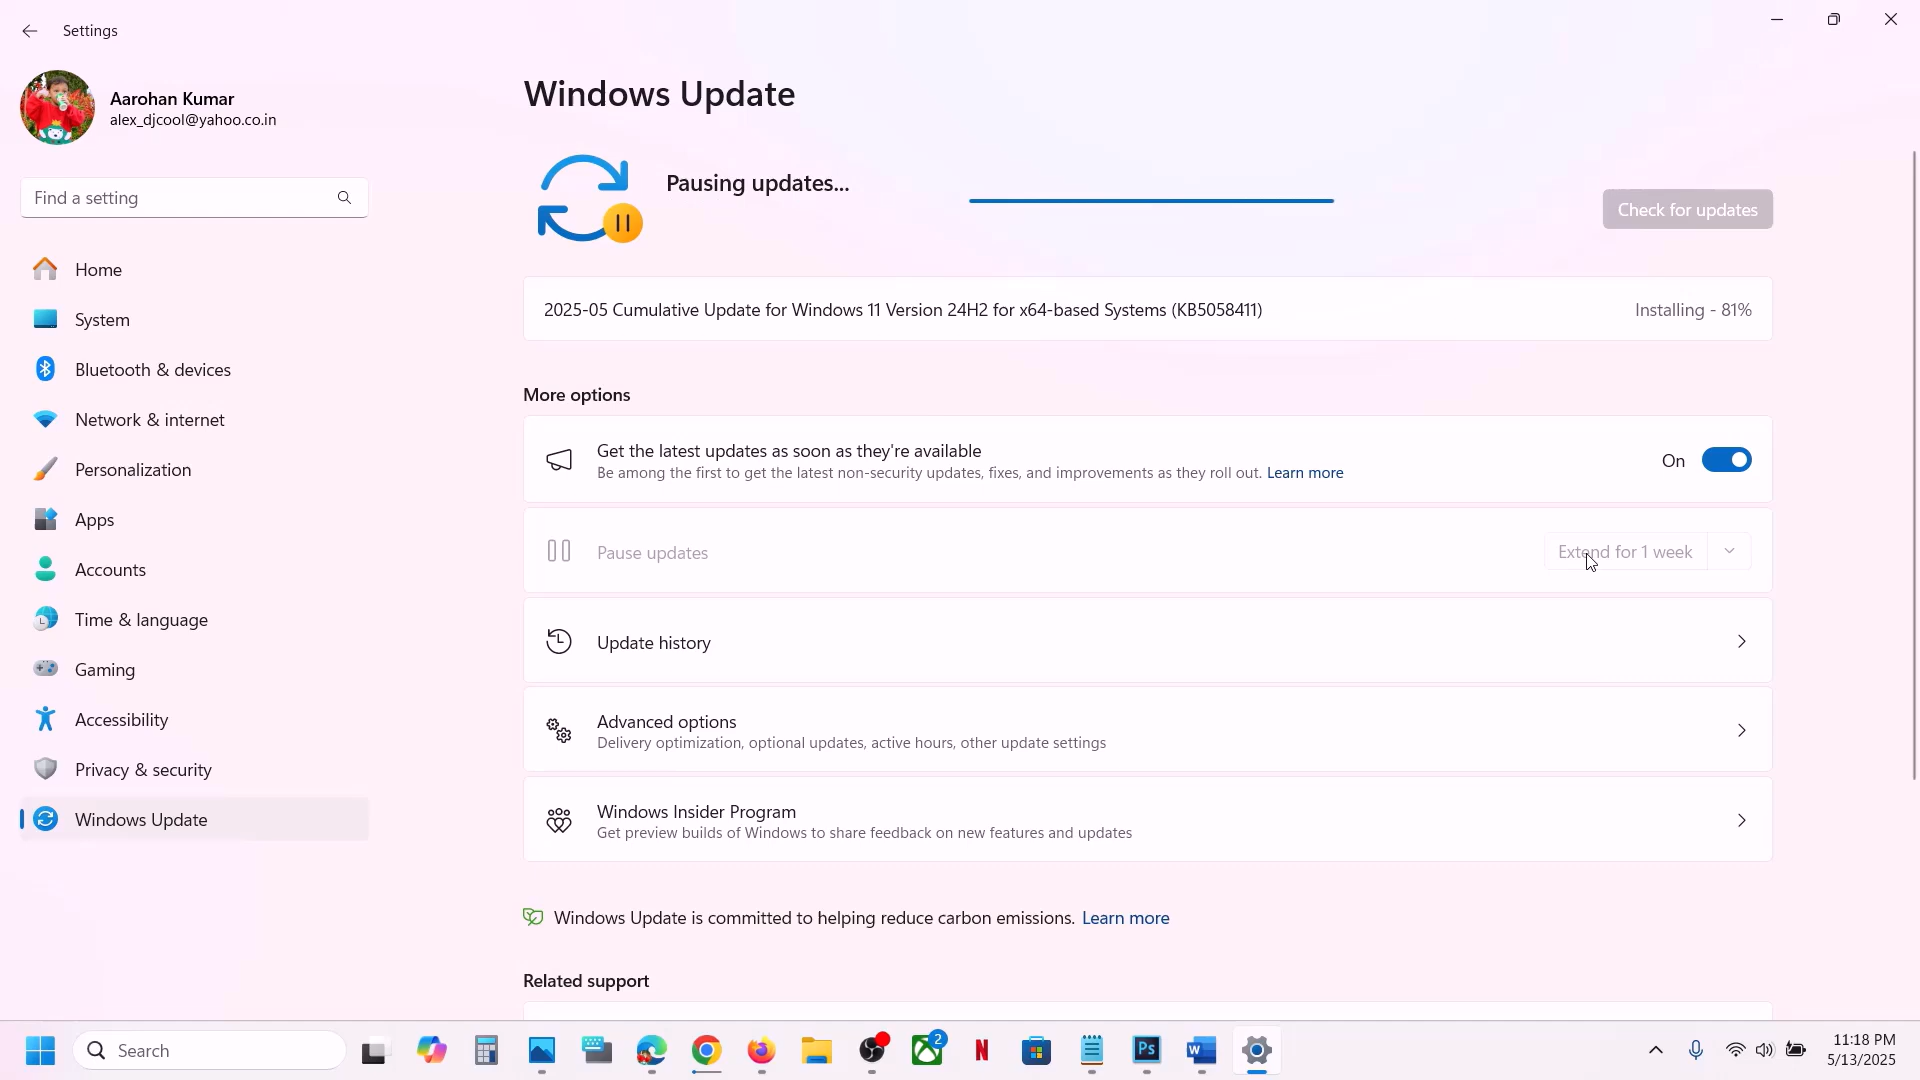 Settings
Aarohan Kumar
alex_djcool@yahoo.co.in
Find a setting
Home
System
Bluetooth & devices
Network & internet
Personalization
Apps
Accounts
Time & language
Gaming
Accessibility
Privacy & security
Windows Update
Windows Update
Pausing updates...
Check for updates
2025-05 Cumulative Update for Windows 11 Version 24H2 for x64-based Systems (KB5058411)
Installing - 81%
More options
Get the latest updates as soon as they're available
Be among the first to get the latest non-security updates, fixes, and improvements as they roll out. Learn more
On
Pause updates
Extend for 1 week
Update history
Advanced options
Delivery optimization, optional updates, active hours, other update settings
Windows Insider Program
Get preview builds of Windows to share feedback on new features and updates
Windows Update is committed to helping reduce carbon emissions. Learn more
Related support
Search
2
N
Ps
W
11:18 PM
5/13/2025